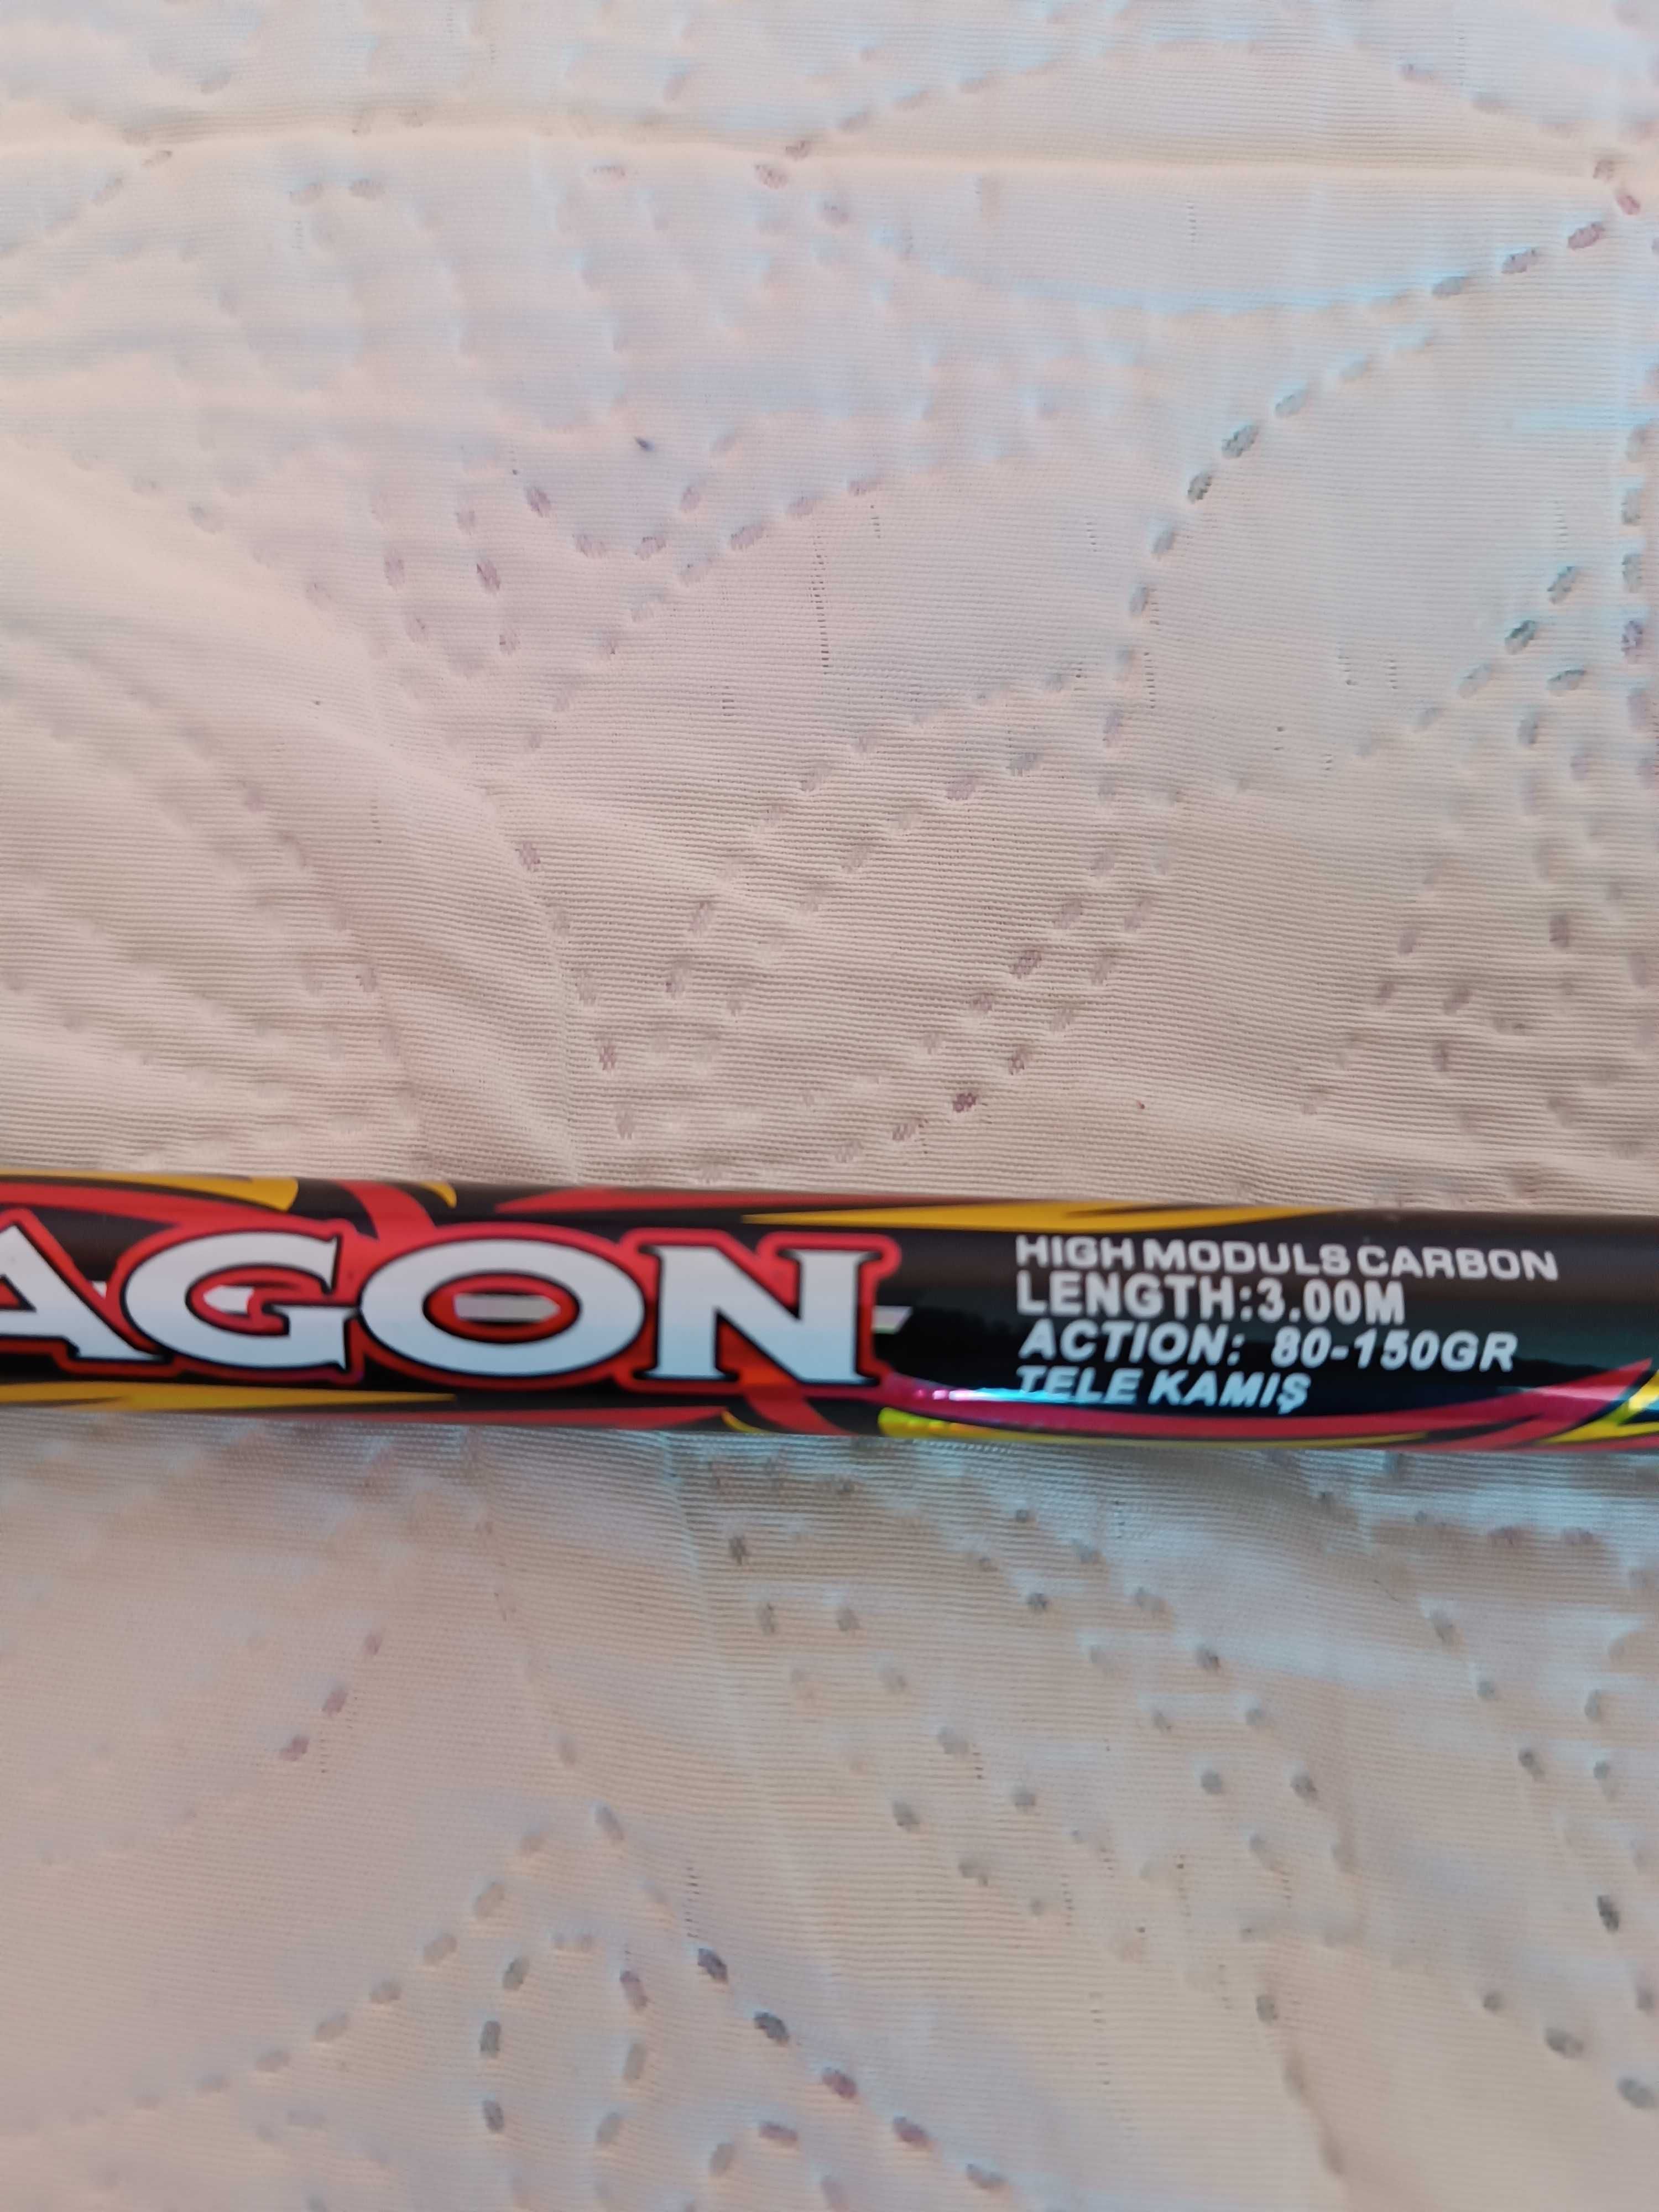 AGON
HIGH MODULS CARBON
LENGTH:3.00M
ACTION: 80-150GR
TELE KAMIŞ